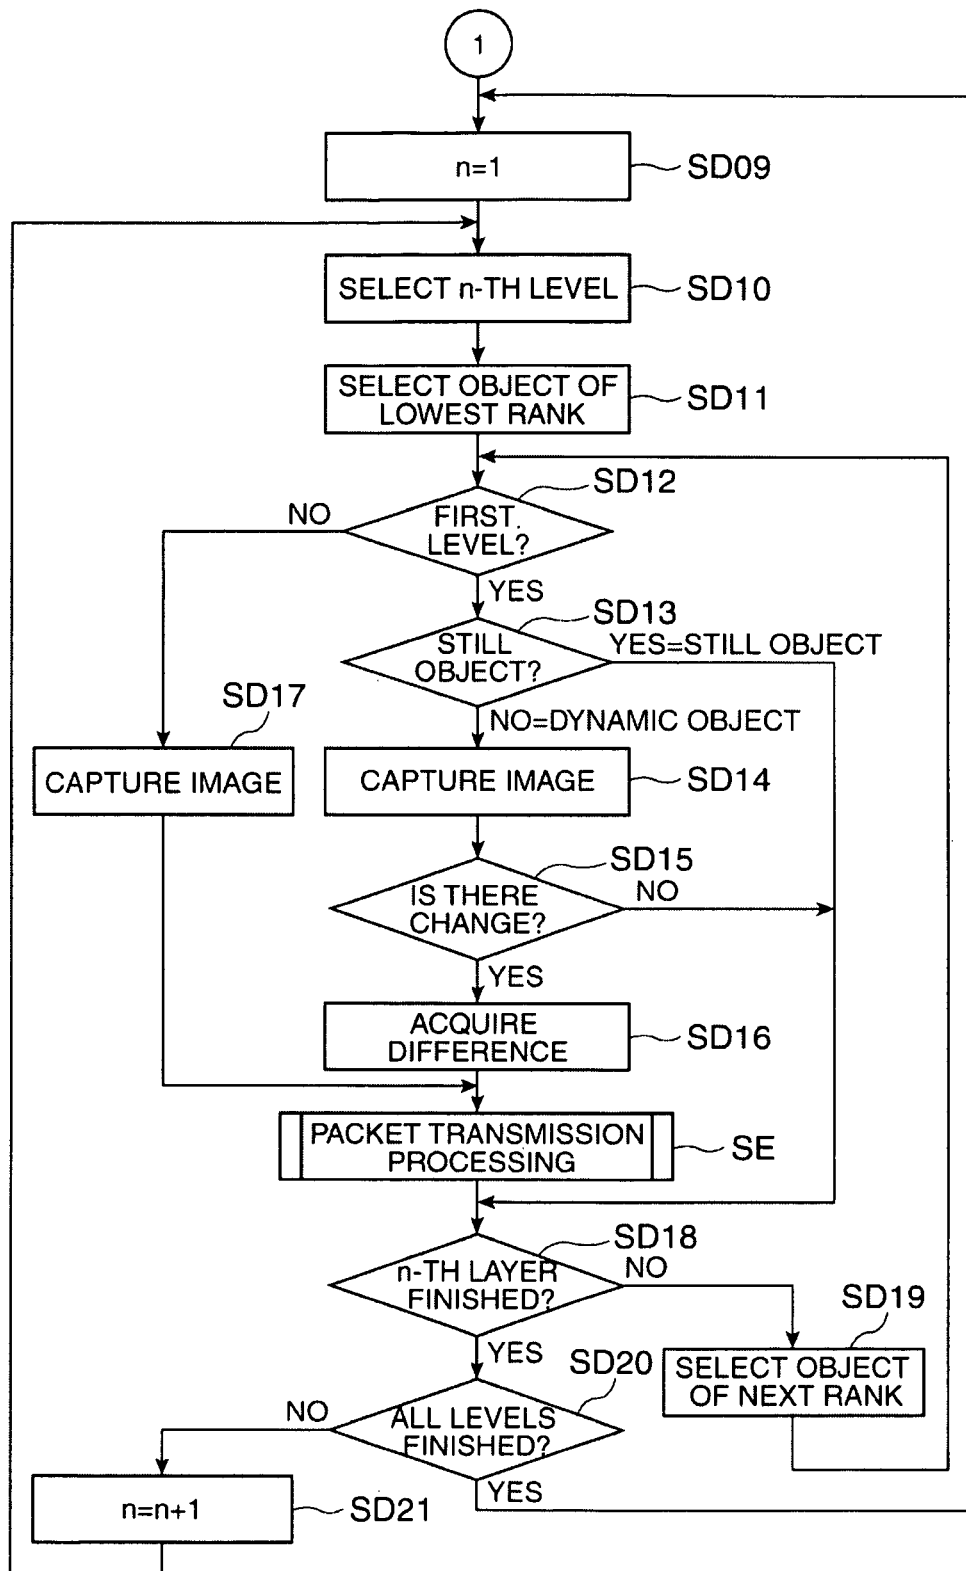 1
n=1
SD09
SELECT n-TH LEVEL
SD10
SELECT OBJECT OF
LOWEST RANK
SD11
SD12
NO
FIRST
LEVEL?
YES
SD13
STILL
OBJECT?
YES=STILL OBJECT
SD17
NO=DYNAMIC OBJECT
CAPTURE IMAGE
CAPTURE IMAGE
SD14
SD15
IS THERE
CHANGE?
NO
YES
ACQUIRE
DIFFERENCE
SD16
PACKET TRANSMISSION
PROCESSING
SE
SD18
n-TH LAYER
FINISHED?
NO
SD19
YES
SD20
SELECT OBJECT
OF NEXT RANK
NO
ALL LEVELS
FINISHED?
YES
n=n+1
SD21